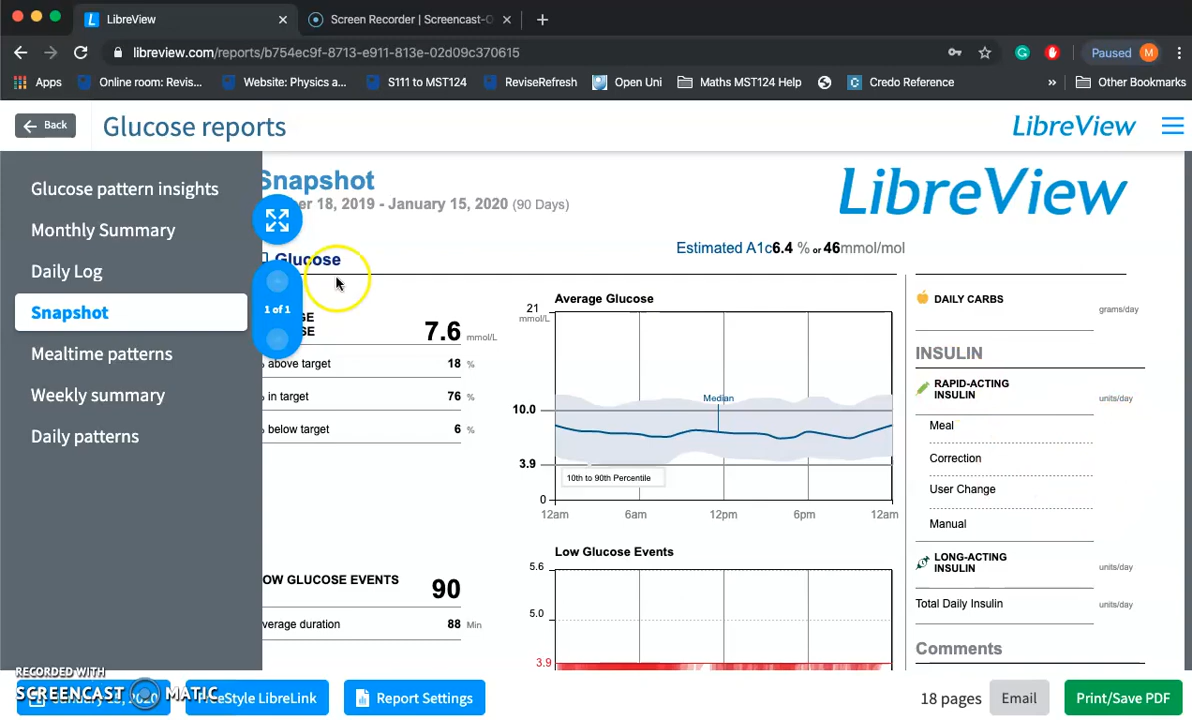 LibreView
Screen Recorder | Screencast-O
libreview.com/reports/b754ec9f-8713-e911-813e-02d09c370615
Paused M
Apps
Online room: Revis...
Website: Physics a...
S111 to MST124
ReviseRefresh
Open Uni
Maths MST124 Help
Credo Reference
»
Other Bookmarks
Back
Glucose reports
LibreView
Glucose pattern insights
Monthly Summary
Daily Log
Snapshot
Mealtime patterns
Weekly summary
Daily patterns
1 of 1
Snapshot
er 18, 2019 - January 15, 2020 (90 Days)
LibreView
Estimated A1c 6.4 % or 46 mmol/mol
Glucose
GE
SE
7.6 mmol/L
% above target 18 %
in target 76 %
% below target 6 %
OW GLUCOSE EVENTS 90
verage duration 88 Min
Average Glucose
21
mmol/L
Median
10.0
3.9
10th to 90th Percentile
0
12am 6am 12pm 6pm 12am
Low Glucose Events
5.6
5.0
3.9
DAILY CARBS
grams/day
INSULIN
RAPID-ACTING
INSULIN
units/day
Meal
Correction
User Change
Manual
LONG-ACTING
INSULIN
units/day
Total Daily Insulin units/day
Comments
RECORDED WITH
SCREENCAST MATIC
January 15, 2020
FreeStyle LibreLink
Report Settings
18 pages
Email
Print/Save PDF